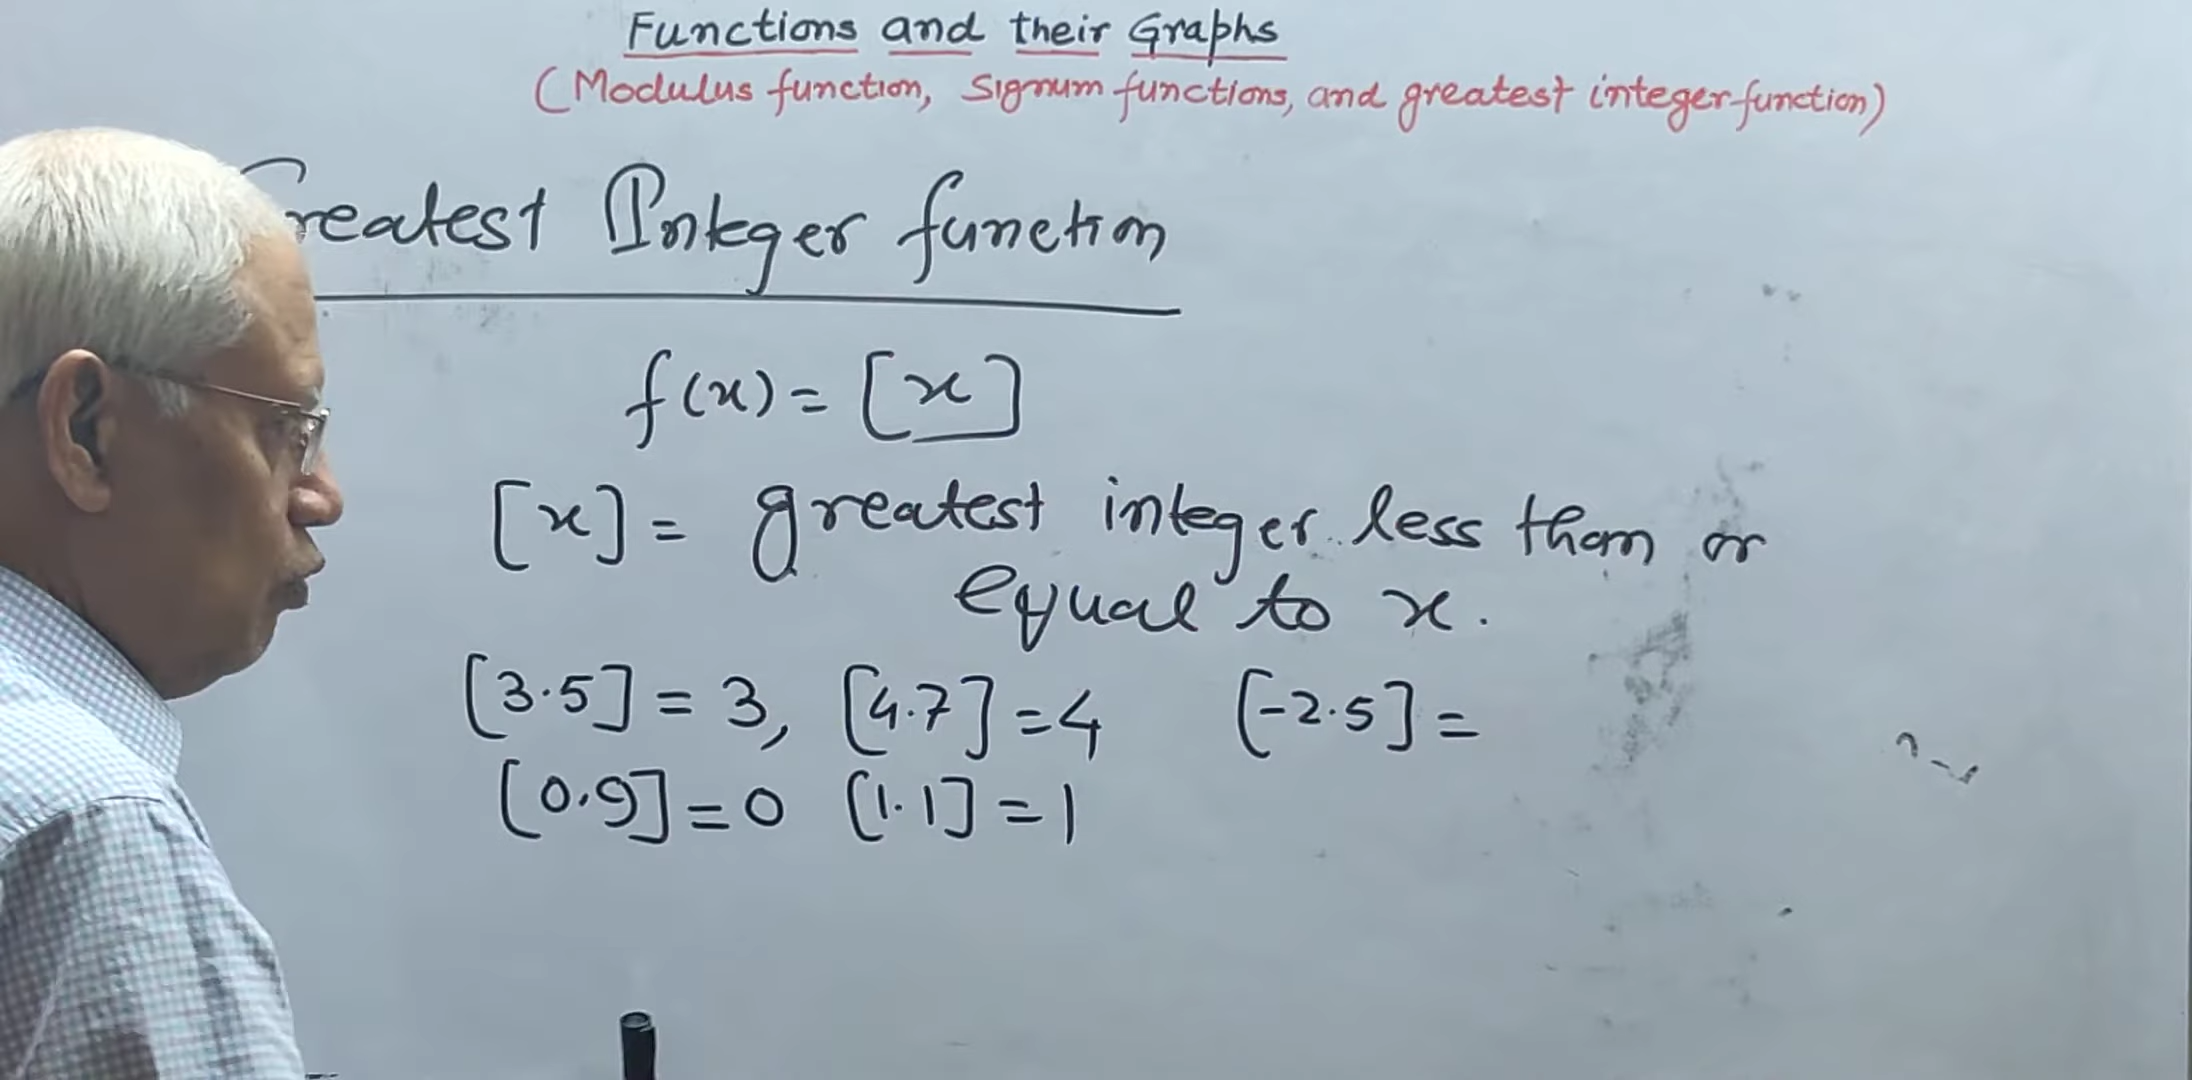 Functions and their Graphs
(Modulus function, Signum functions, and greatest integer function)
Greatest Integer function
f(x) = [x]
[x] = greatest integer less than or
equal to x.
[3.5] = 3, [4.7] = 4 [-2.5] =
[0.9] = 0 [1.1] = 1